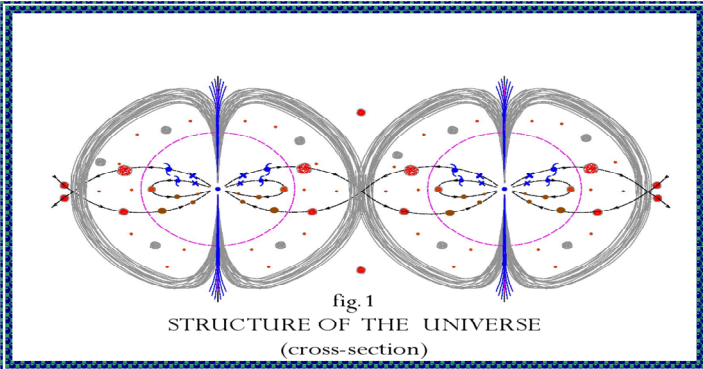 fig. 1
STRUCTURE OF THE UNIVERSE
(cross-section)